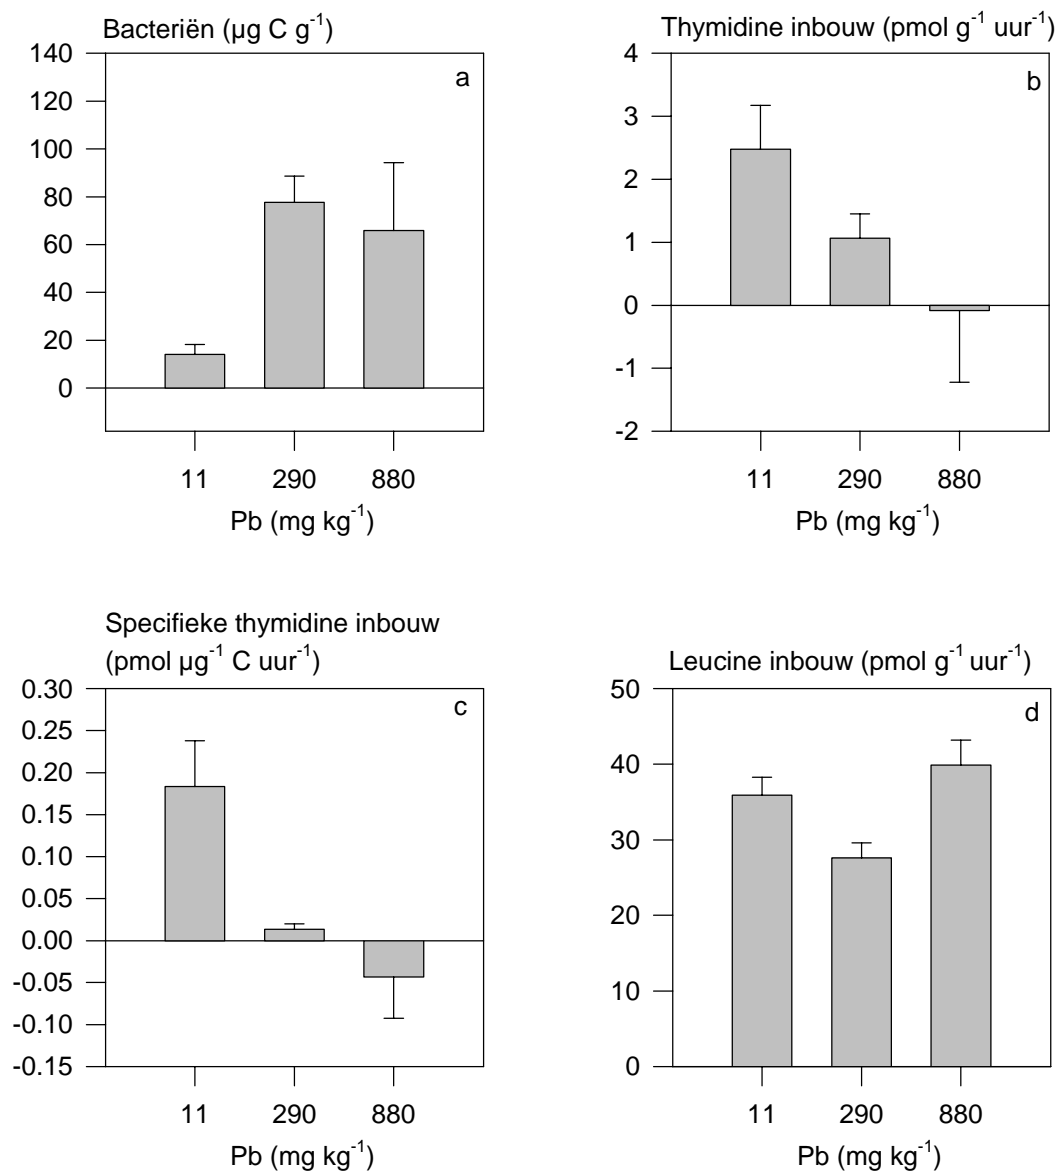 Bacteriën (µg C g⁻¹)
140
120
100
80
60
40
20
0
a
11 290 880
Pb (mg kg⁻¹)
Thymidine inbouw (pmol g⁻¹ uur⁻¹)
4
3
2
1
0
-1
-2
b
11 290 880
Pb (mg kg⁻¹)
Specifieke thymidine inbouw
(pmol µg⁻¹ C uur⁻¹)
0.30
0.25
0.20
0.15
0.10
0.05
0.00
-0.05
-0.10
-0.15
c
11 290 880
Pb (mg kg⁻¹)
Leucine inbouw (pmol g⁻¹ uur⁻¹)
50
40
30
20
10
0
d
11 290 880
Pb (mg kg⁻¹)